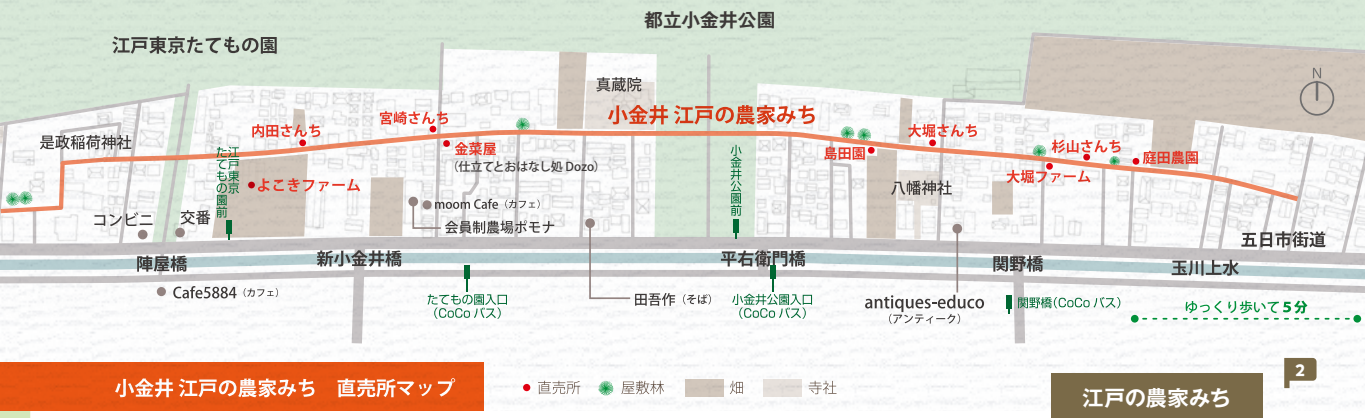 都立小金井公園
江戸東京たてもの園
N
真蔵院
小金井 江戸の農家みち
宮崎さんち
内田さんち
大堀さんち
是政稲荷神社
金菜屋
(仕立てとおはなし処 Dozo)
島田園
杉山さんち
庭田農園
江戸東京
たてもの園前
小金井公園前
よこきファーム
大堀ファーム
八幡神社
moom Cafe(カフェ)
コンビニ
交番
会員制農場ポモナ
五日市街道
陣屋橋
新小金井橋
平右衛門橋
関野橋
玉川上水
Cafe5884(カフェ)
たてもの園入口
(CoCo バス)
田吾作(そば)
小金井公園入口
(CoCo バス)
antiques-educo
(アンティーク)
関野橋(CoCo バス)
ゆっくり歩いて 5 分
小金井 江戸の農家みち 直売所マップ
直売所
屋敷林
畑
寺社
2
江戸の農家みち